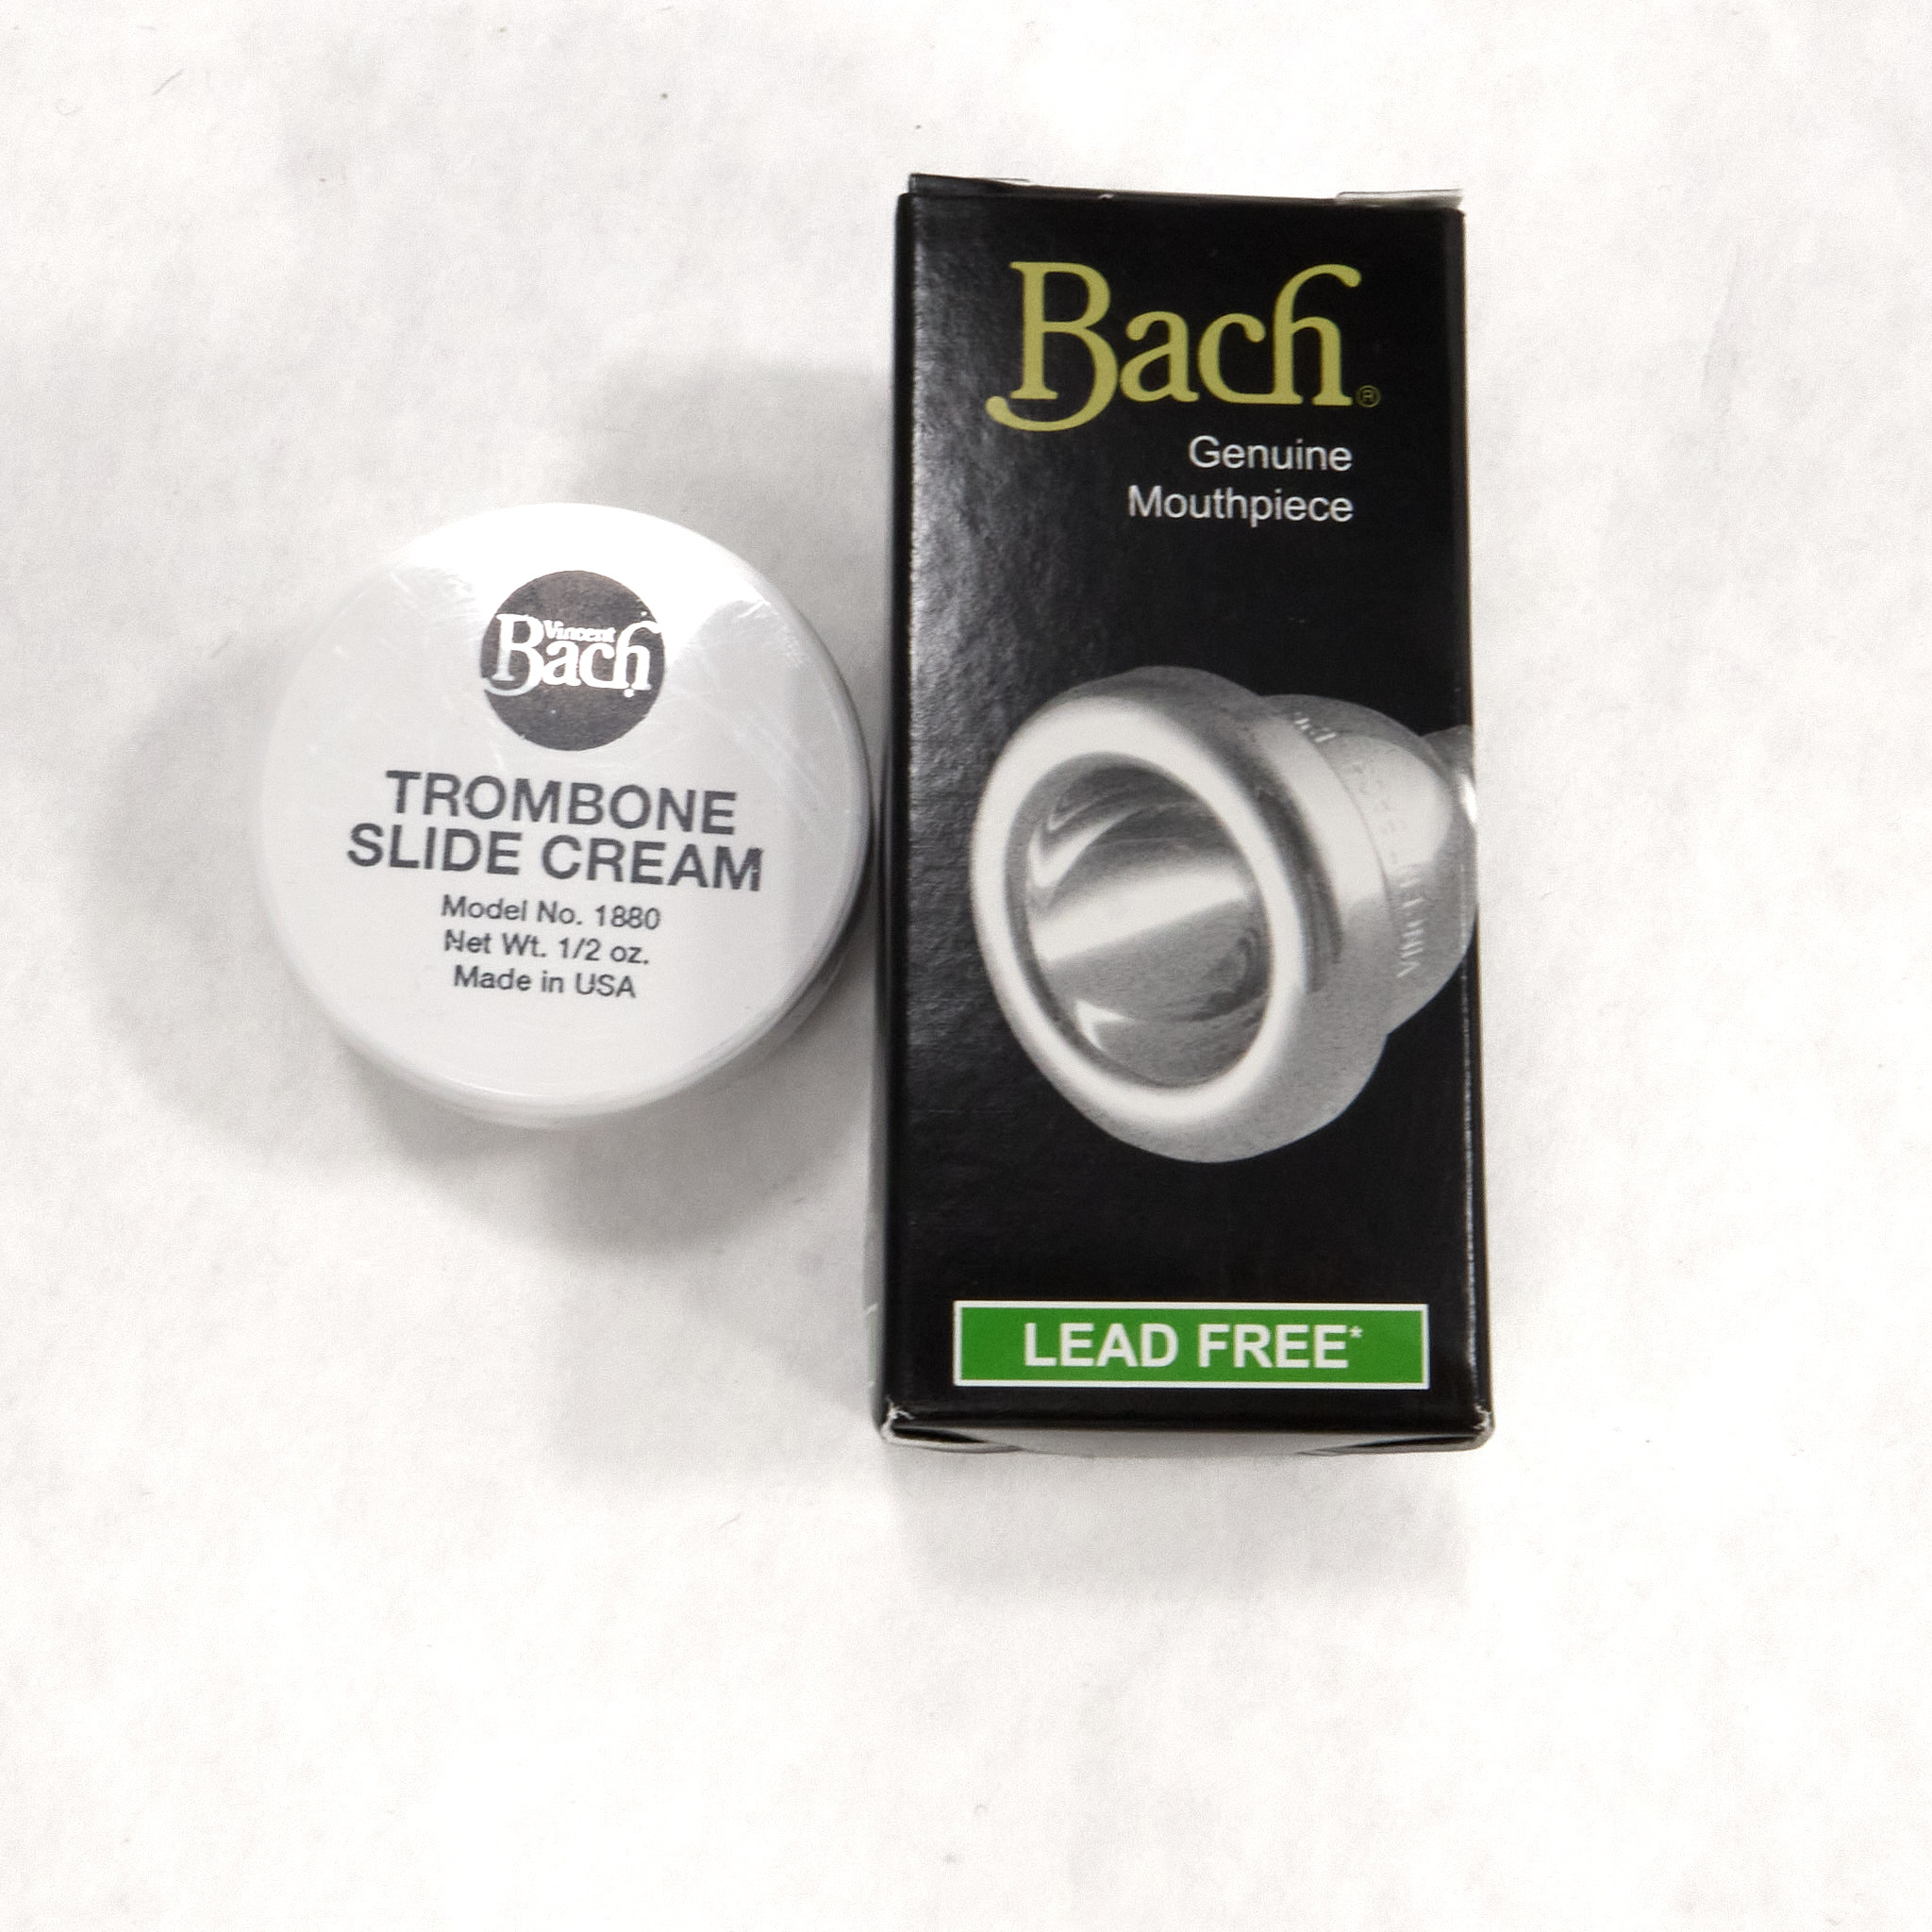 Vincent
Bach
TROMBONE
SLIDE CREAM
Model No. 1880
Net Wt. 1/2 oz.
Made in USA
Bach®
Genuine
Mouthpiece
LEAD FREE*